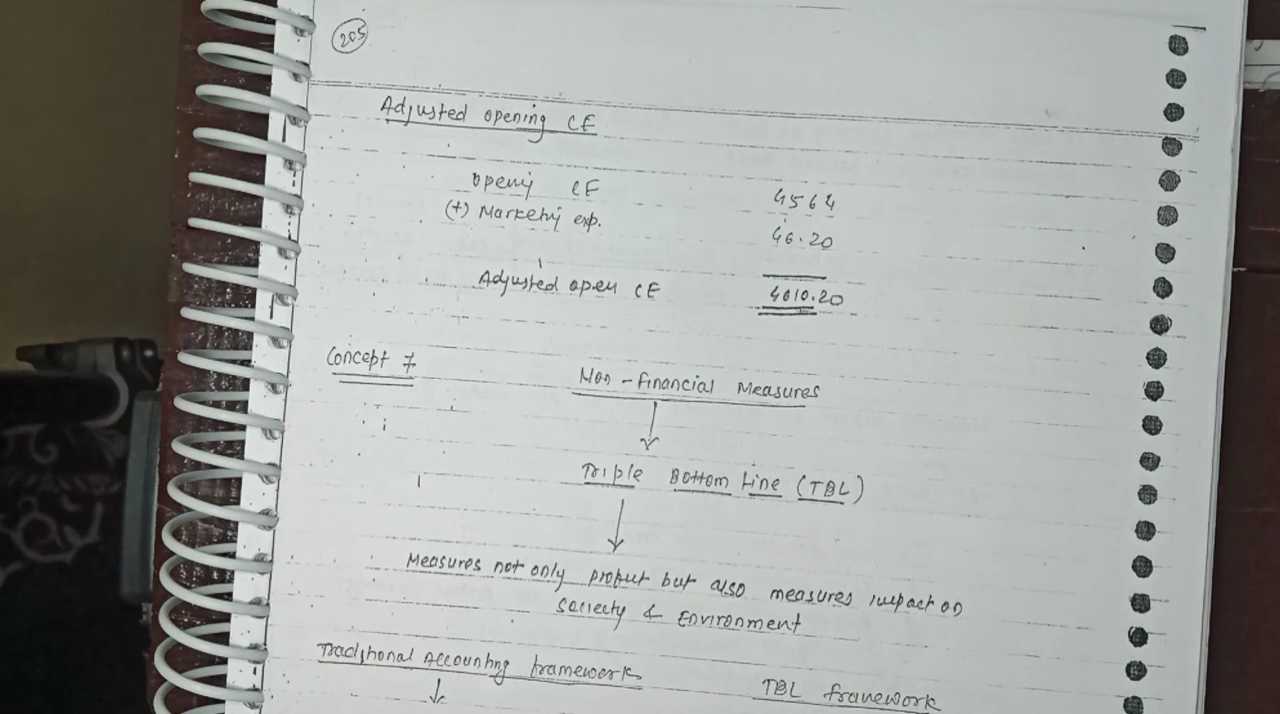 205
Adjusted opening CE
Opening CE 4564
(+) Marketing exp. 46.20
Adjusted open CE 4610.20
Concept 7
Non-Financial Measures
Triple Bottom Line (TBL)
Measures not only profit but also measures impact on
Society & Environment
Traditional Accounting framework TBL framework